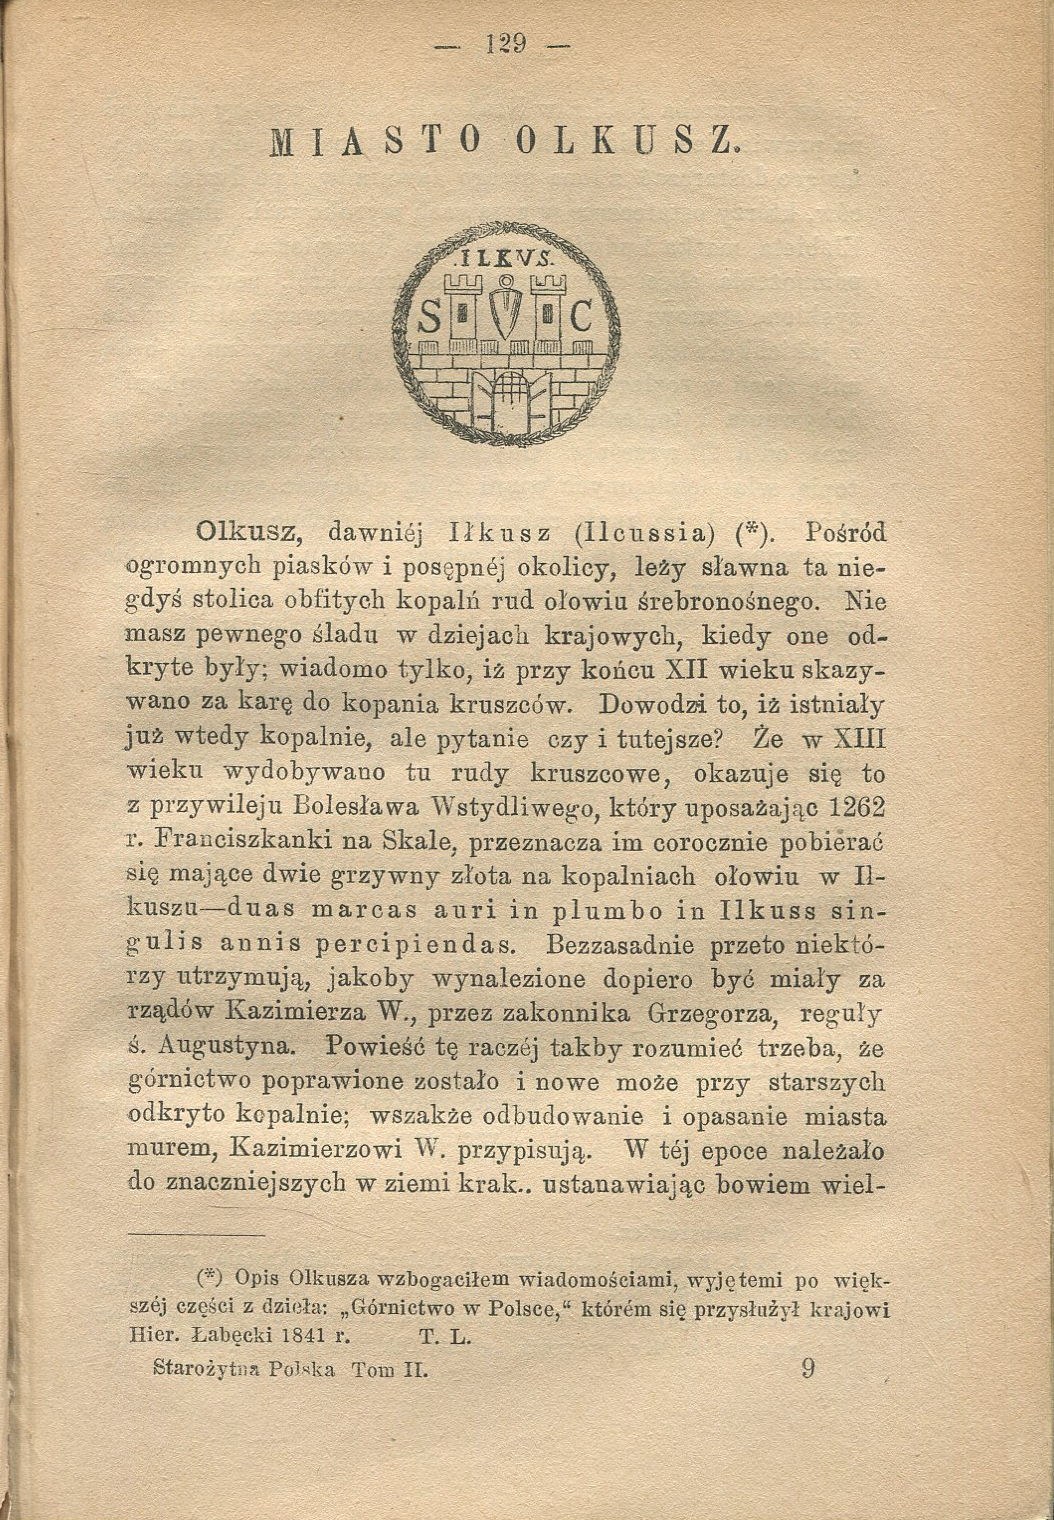 — 129 —
MIASTO OLKUSZ.
.ILKVS.
S C
Olkusz, dawniéj Iłkusz (Ilcussia) (*). Pośród
ogromnych piasków i posępnéj okolicy, leży sławna ta nie-
gdyś stolica obfitych kopalń rud ołowiu śrebronośnego. Nie
masz pewnego śladu w dziejach krajowych, kiedy one od-
kryte były; wiadomo tylko, iż przy końcu XII wieku skazy-
wano za karę do kopania kruszców. Dowodzi to, iż istniały
już wtedy kopalnie, ale pytanie czy i tutejsze? Że w XIII
wieku wydobywano tu rudy kruszcowe, okazuje się to
z przywileju Bolesława Wstydliwego, który uposażając 1262
r. Franciszkanki na Skale, przeznacza im corocznie pobiérać
się mające dwie grzywny złota na kopalniach ołowiu w Il-
kuszu—duas marcas auri in plumbo in Ilkuss sin-
gulis annis percipiendas. Bezzasadnie przeto niektó-
rzy utrzymują, jakoby wynalezione dopiero być miały za
rządów Kazimierza W., przez zakonnika Grzegorza, reguły
ś. Augustyna. Powieść tę raczéj takby rozumieć trzeba, że
górnictwo poprawione zostało i nowe może przy starszych
odkryto kopalnie; wszakże odbudowanie i opasanie miasta
murem, Kazimierzowi W. przypisują. W téj epoce należało
do znaczniejszych w ziemi krak.. ustanawiając bowiem wiel-
(*) Opis Olkusza wzbogaciłem wiadomościami, wyjętemi po więk-
széj części z dzieła: „Górnictwo w Polsce,“ którém się przysłużył krajowi
Hier. Łabęcki 1841 r. T. L.
Starożytna Polska Tom II. 9